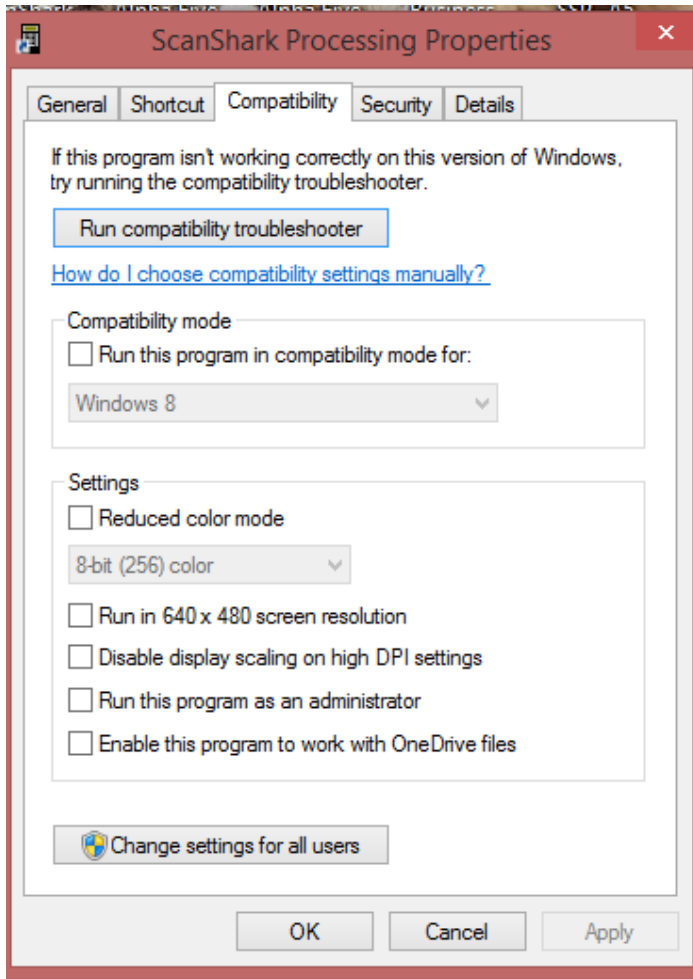 ScanShark Processing Properties
General Shortcut Compatibility Security Details
If this program isn't working correctly on this version of Windows,
try running the compatibility troubleshooter.
Run compatibility troubleshooter
How do I choose compatibility settings manually?
Compatibility mode
Run this program in compatibility mode for:
Windows 8
Settings
Reduced color mode
8-bit (256) color
Run in 640 x 480 screen resolution
Disable display scaling on high DPI settings
Run this program as an administrator
Enable this program to work with OneDrive files
Change settings for all users
OK Cancel Apply